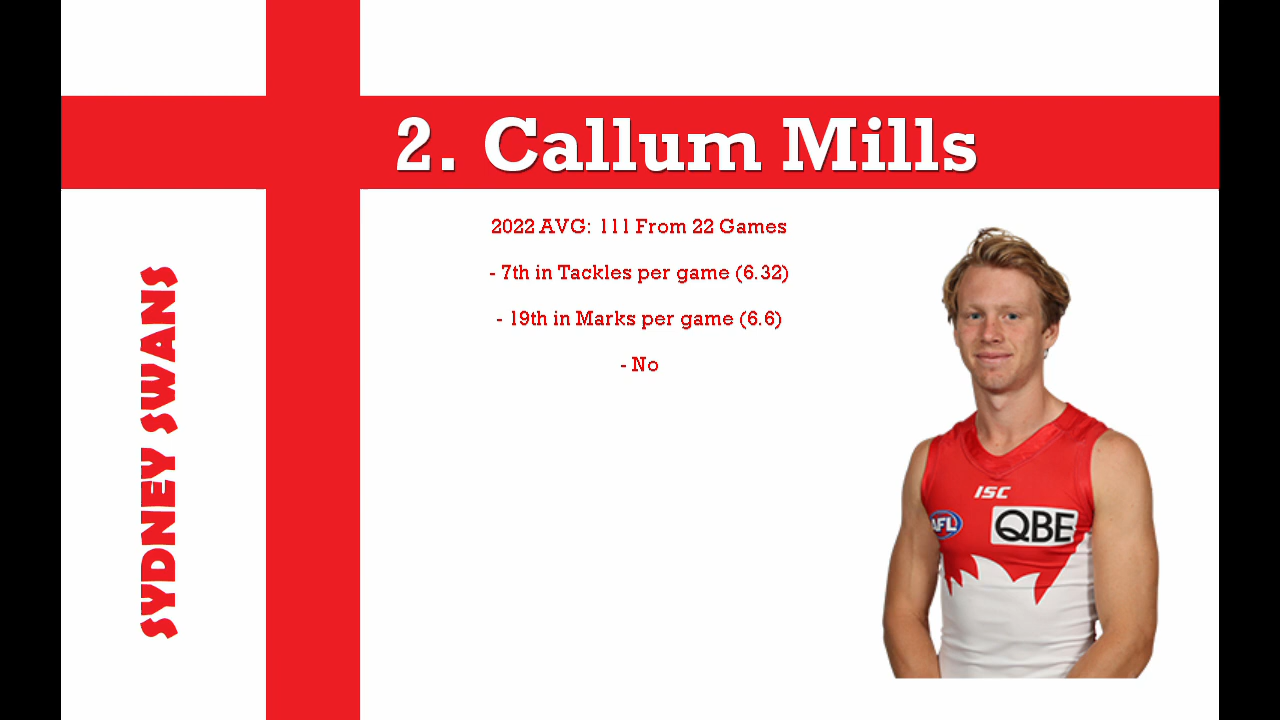 2. Callum Mills
2022 AVG: 111 From 22 Games
- 7th in Tackles per game (6.32)
- 19th in Marks per game (6.6)
- No
SYDNEY SWANS
ISC
AFL
QBE